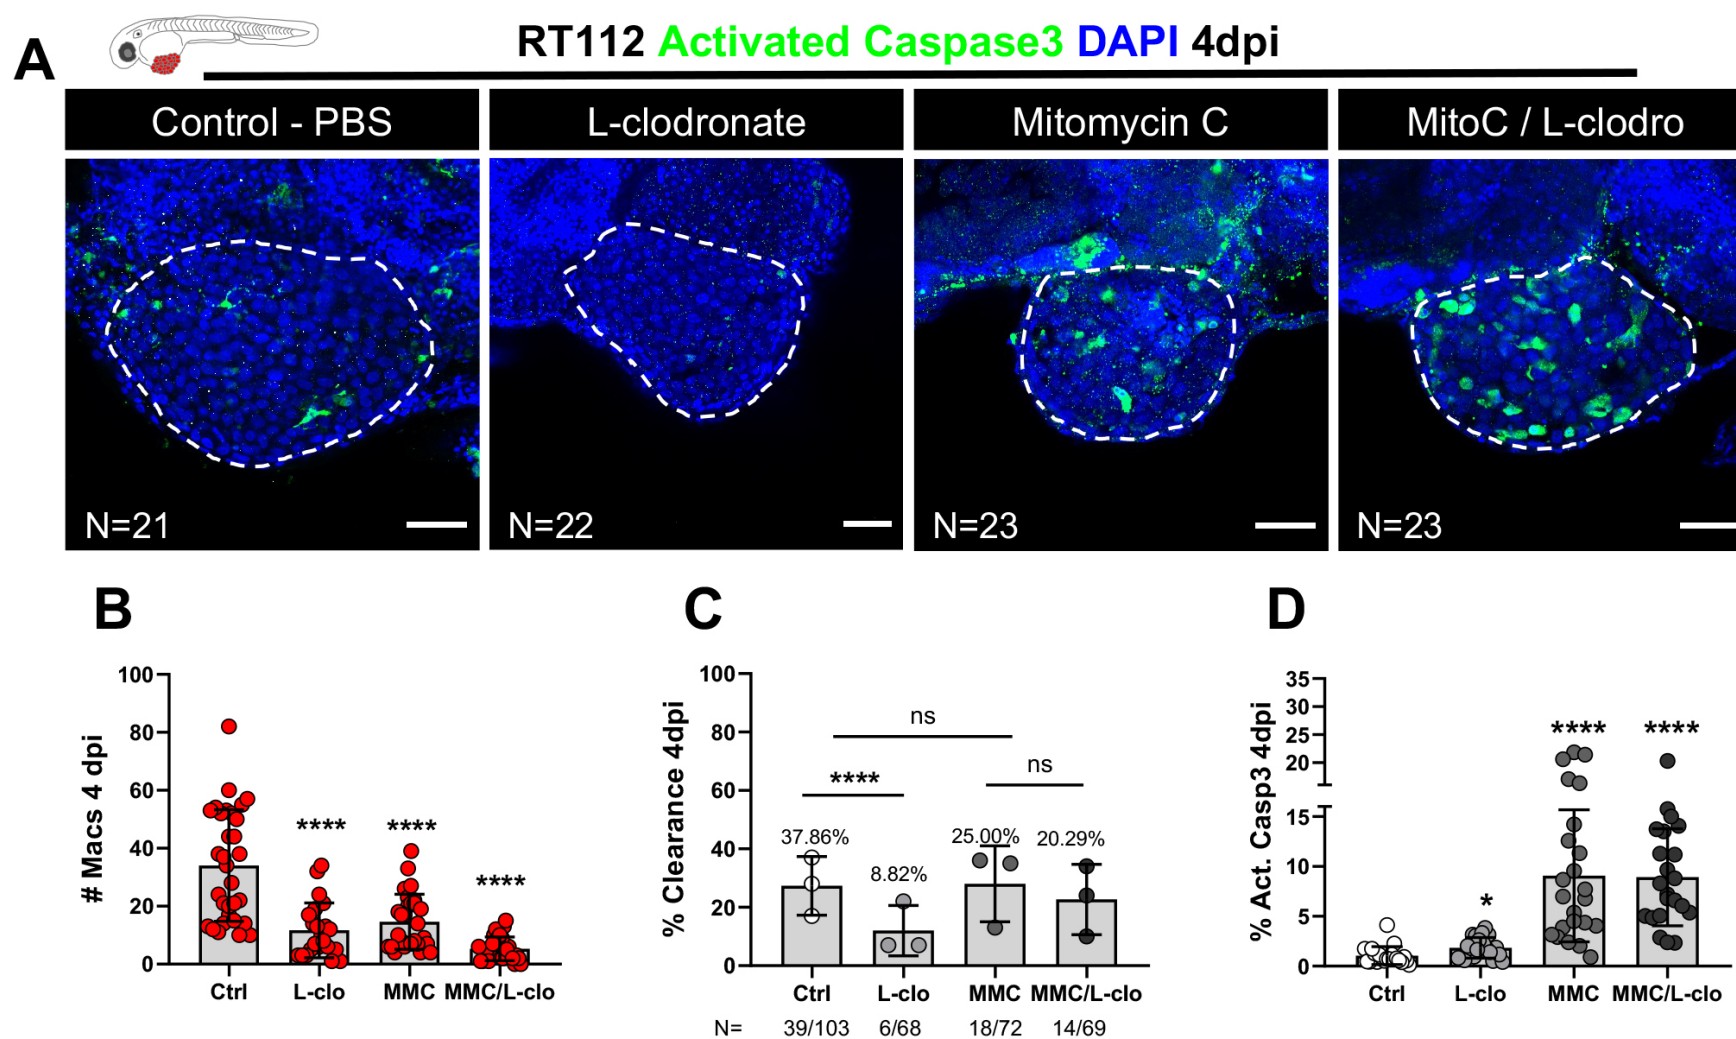 A
RT112 Activated Caspase3 DAPI 4dpi
Control - PBS
L-clodronate
Mitomycin C
MitoC / L-clodro
N=21
N=22
N=23
N=23
B
# Macs 4 dpi
100
80
60
40
20
0
****
****
****
Ctrl
L-clo
MMC
MMC/L-clo
C
% Clearance 4dpi
100
80
60
40
20
0
ns
****
ns
37.86%
8.82%
25.00%
20.29%
Ctrl
L-clo
MMC
MMC/L-clo
N=
39/103
6/68
18/72
14/69
D
% Act. Casp3 4dpi
35
30
25
20
15
10
5
0
*
****
****
Ctrl
L-clo
MMC
MMC/L-clo